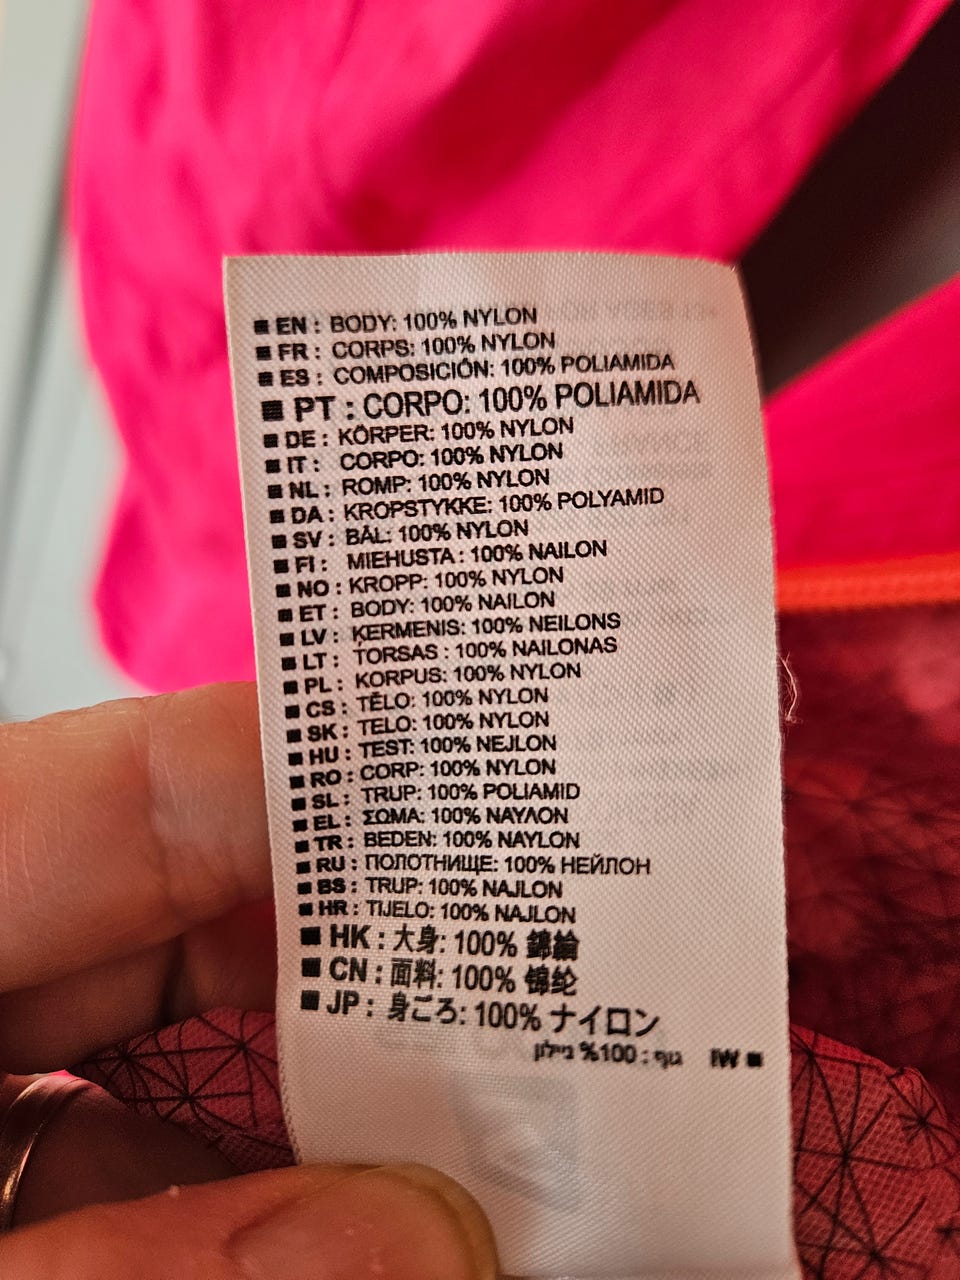 ■ EN : BODY: 100% NYLON
■ FR : CORPS: 100% NYLON
■ ES : COMPOSICIÓN: 100% POLIAMIDA
■ PT : CORPO: 100% POLIAMIDA
■ DE : KÖRPER: 100% NYLON
■ IT : CORPO: 100% NYLON
■ NL : ROMP: 100% NYLON
■ DA : KROPSTYKKE: 100% POLYAMID
■ SV : BÅL: 100% NYLON
■ FI : MIEHUSTA : 100% NAILON
■ NO : KROPP: 100% NYLON
■ ET : BODY: 100% NAILON
■ LV : ĶERMENIS: 100% NEILONS
■ LT : TORSAS : 100% NAILONAS
■ PL : KORPUS: 100% NYLON
■ CS : TĚLO: 100% NYLON
■ SK : TELO: 100% NYLON
■ HU : TEST: 100% NEJLON
■ RO : CORP: 100% NYLON
■ SL : TRUP: 100% POLIAMID
■ EL : ΣΩΜΑ: 100% ΝΑΥΛΟΝ
■ TR : BEDEN: 100% NAYLON
■ RU : ПОЛОТНИЩЕ: 100% НЕЙЛОН
■ BS : TRUP: 100% NAJLON
■ HR : TIJELO: 100% NAJLON
■ HK : 大身: 100% 錦綸
■ CN : 面料: 100% 锦纶
■ JP : 身ごろ: 100% ナイロン
■ IW גוף : 100% ניילון